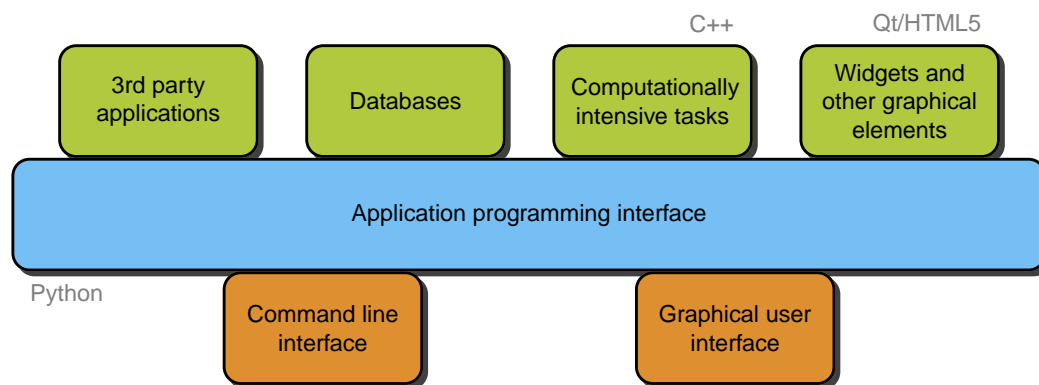 C++
Qt/HTML5
3rd party
applications
Databases
Computationally
intensive tasks
Widgets and
other graphical
elements
Application programming interface
Python
Command line
interface
Graphical user
interface